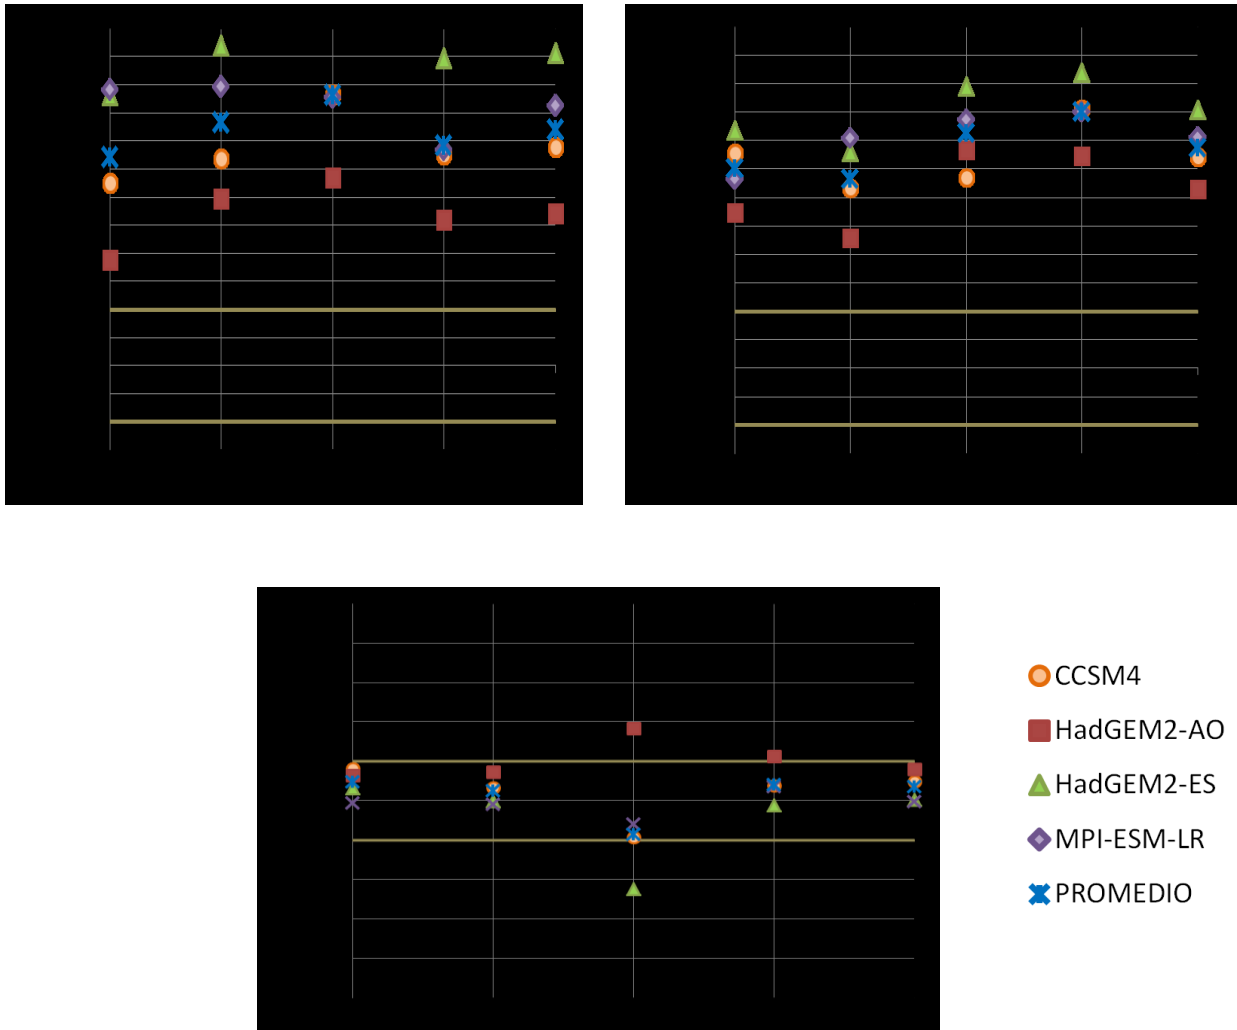 CCSM4
HadGEM2-AO
HadGEM2-ES
MPI-ESM-LR
PROMEDIO